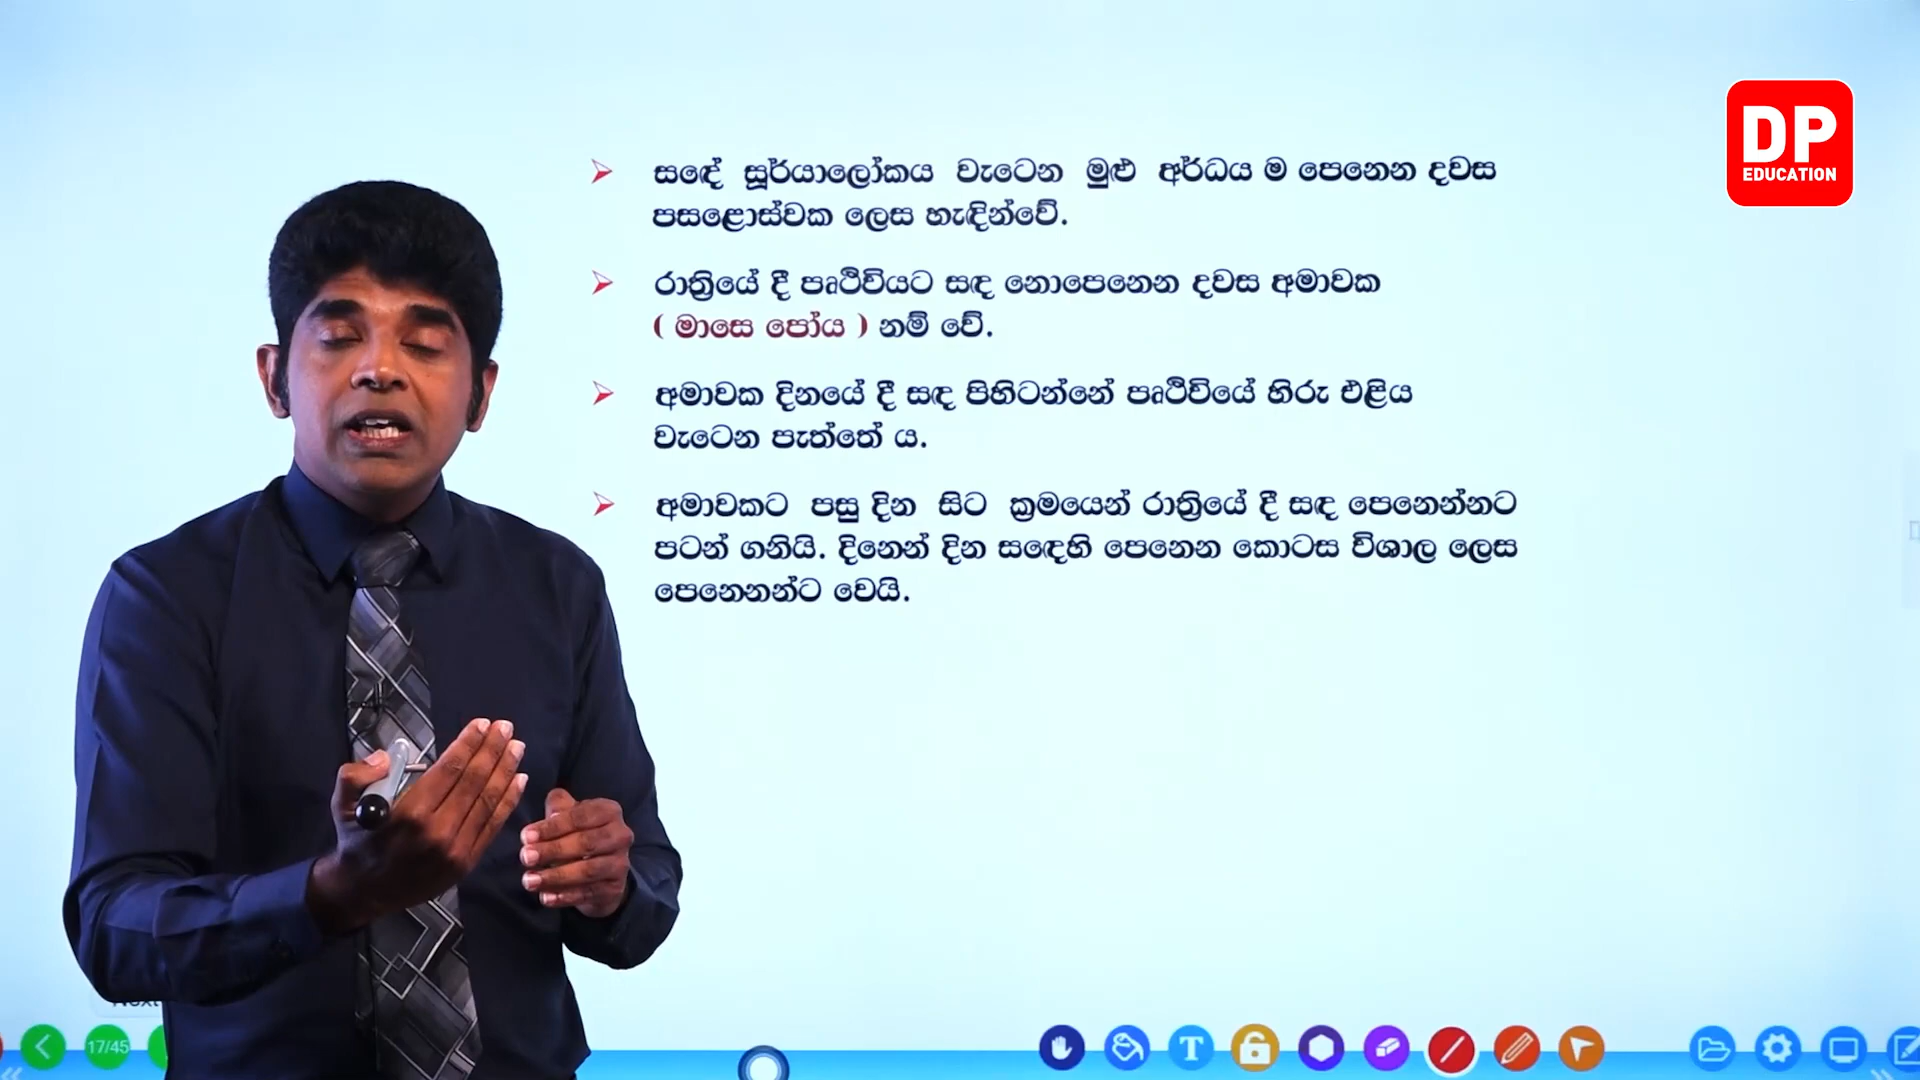 DP
EDUCATION
සඳේ සූර්යාලෝකය වැටෙන මුළු අර්ධය ම පෙනෙන දවස
පසළොස්වක ලෙස හැඳින්වේ.
රාත්‍රියේ දී පෘථිවියට සඳ නොපෙනෙන දවස අමාවක
( මාසෙ පෝය ) නම් වේ.
අමාවක දිනයේ දී සඳ පිහිටන්නේ පෘථිවියේ හිරු එළිය
වැටෙන පැත්තේ ය.
අමාවකට පසු දින සිට ක්‍රමයෙන් රාත්‍රියේ දී සඳ පෙනෙන්නට
පටන් ගනියි. දිනෙන් දින සඳෙහි පෙනෙන කොටස විශාල ලෙස
පෙනෙනන්ට වෙයි.
17/45
T